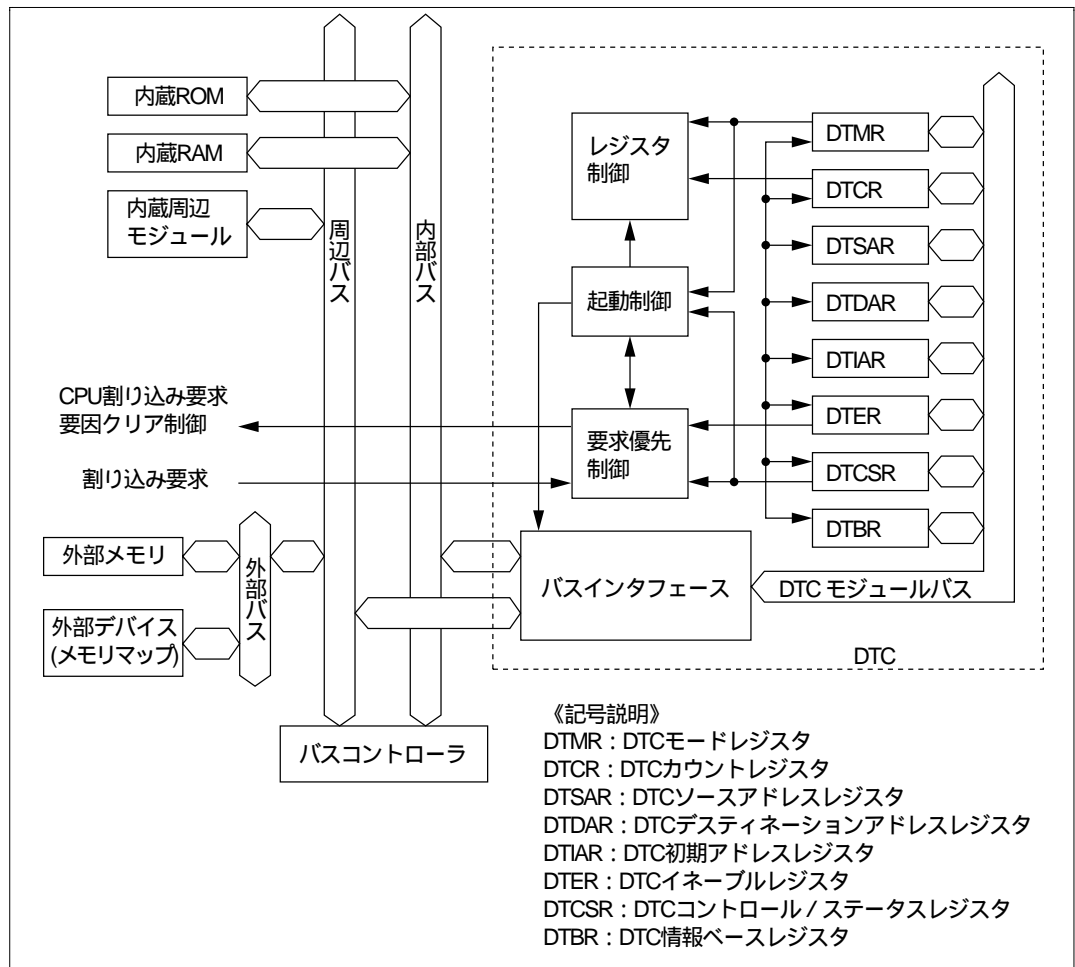 内蔵ROM
内蔵RAM
内蔵周辺
モジュール
周辺バス
内部バス
レジスタ
制御
起動制御
要求優先
制御
DTMR
DTCR
DTSAR
DTDAR
DTIAR
DTER
DTCSR
DTBR
CPU割り込み要求
要因クリア制御
割り込み要求
外部メモリ
外部バス
外部デバイス
(メモリマップ)
バスインタフェース
DTC モジュールバス
DTC
バスコントローラ
《記号説明》
DTMR：DTCモードレジスタ
DTCR：DTCカウントレジスタ
DTSAR：DTCソースアドレスレジスタ
DTDAR：DTCデスティネーションアドレスレジスタ
DTIAR：DTC初期アドレスレジスタ
DTER：DTCイネーブルレジスタ
DTCSR：DTCコントロール / ステータスレジスタ
DTBR：DTC情報ベースレジスタ